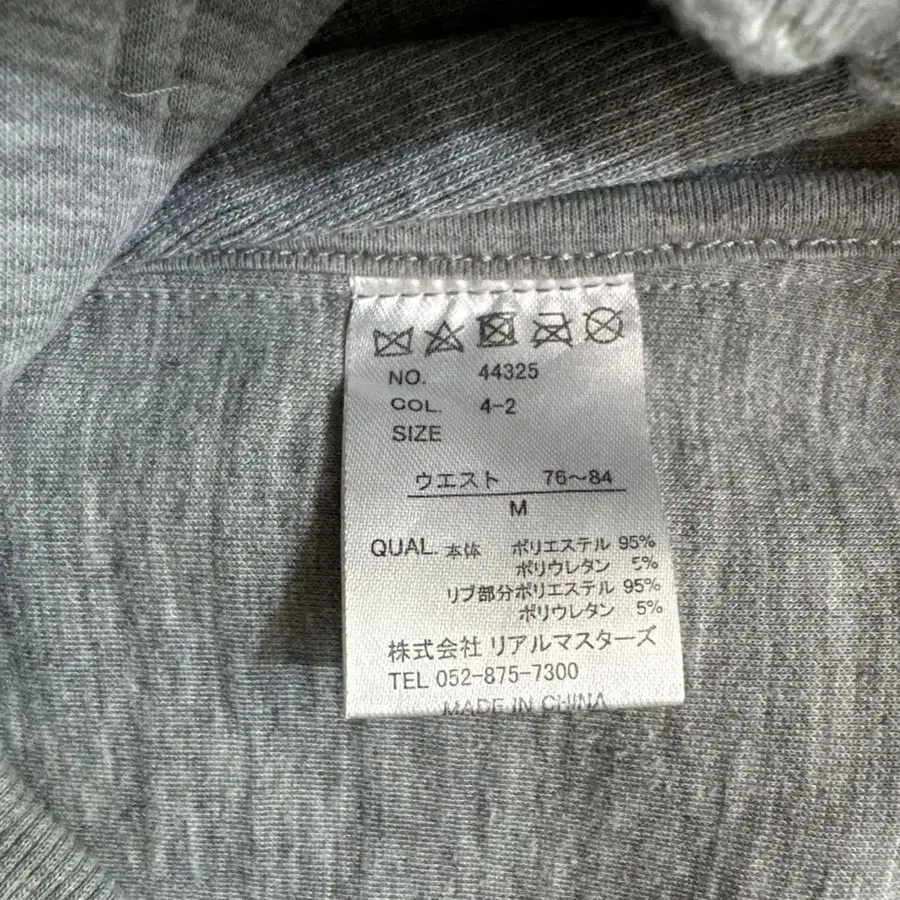 NO. 44325
COL. 4-2
SIZE
ウエスト 76〜84
M
QUAL. 本体 ポリエステル 95%
ポリウレタン 5%
リブ部分ポリエステル 95%
ポリウレタン 5%
株式会社 リアルマスターズ
TEL 052-875-7300
MADE IN CHINA